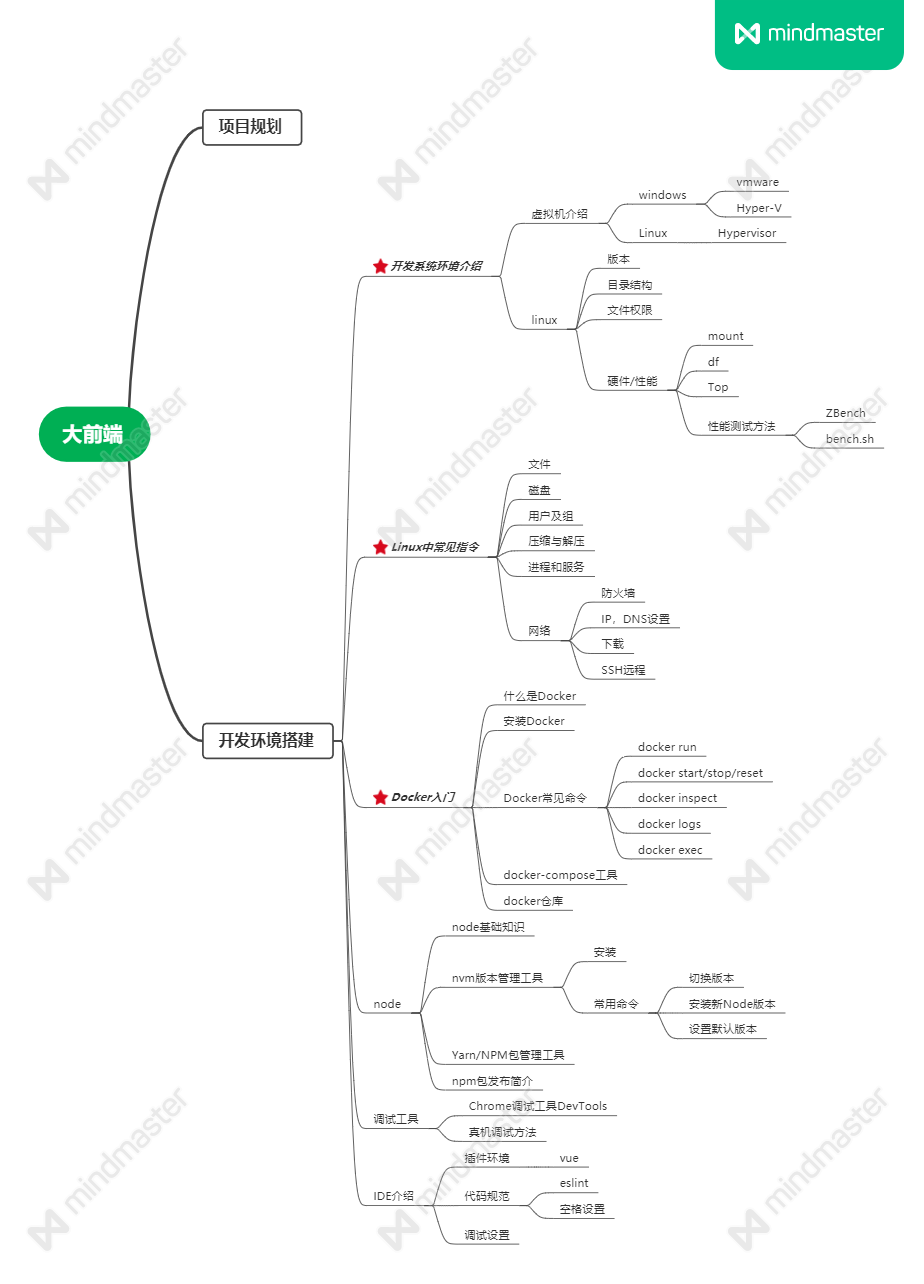 mindmaster
项目规划
vmware
windows
Hyper-V
虚拟机介绍
Linux
Hypervisor
开发系统环境介绍
版本
目录结构
文件权限
linux
mount
df
硬件/性能
Top
ZBench
性能测试方法
bench.sh
大前端
文件
磁盘
用户及组
压缩与解压
Linux中常见指令
进程和服务
防火墙
IP，DNS设置
网络
下载
SSH远程
什么是Docker
安装Docker
开发环境搭建
docker run
docker start/stop/reset
Docker入门
Docker常见命令
docker inspect
docker logs
docker exec
docker-compose工具
docker仓库
node基础知识
安装
nvm版本管理工具
切换版本
node
常用命令
安装新Node版本
设置默认版本
Yarn/NPM包管理工具
npm包发布简介
Chrome调试工具DevTools
调试工具
真机调试方法
插件环境
vue
eslint
IDE介绍
代码规范
空格设置
调试设置
mindmaster
mindmaster
mindmaster
mindmaster
mindmaster
mindmaster
mindmaster
mindmaster
mindmaster
mindmaster
mindmaster
mindmaster